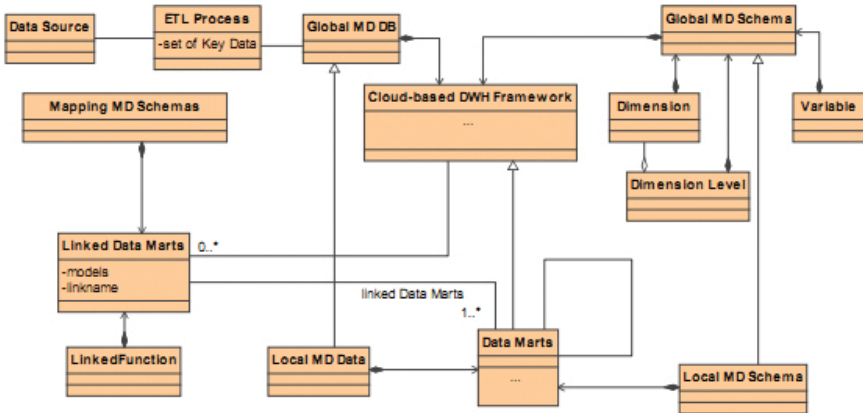 Data Source
ETL Process
-set of Key Data
Global MD DB
Global MD Schema
Mapping MD Schemas
Cloud-based DWH Framework
...
Dimension
Variable
Dimension Level
Linked Data Marts
-models
-linkname
0..*
linked Data Marts
1..*
LinkedFunction
Local MD Data
Data Marts
...
Local MD Schema